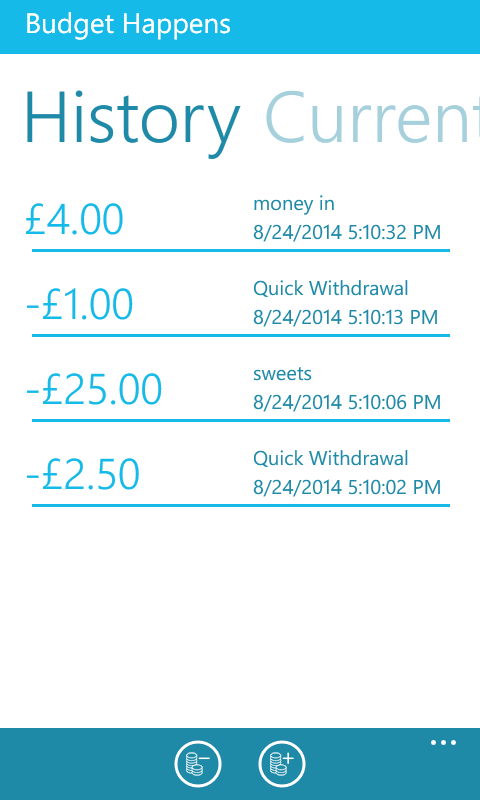 Budget Happens
History Current
£4.00
money in
8/24/2014 5:10:32 PM
-£1.00
Quick Withdrawal
8/24/2014 5:10:13 PM
-£25.00
sweets
8/24/2014 5:10:06 PM
-£2.50
Quick Withdrawal
8/24/2014 5:10:02 PM